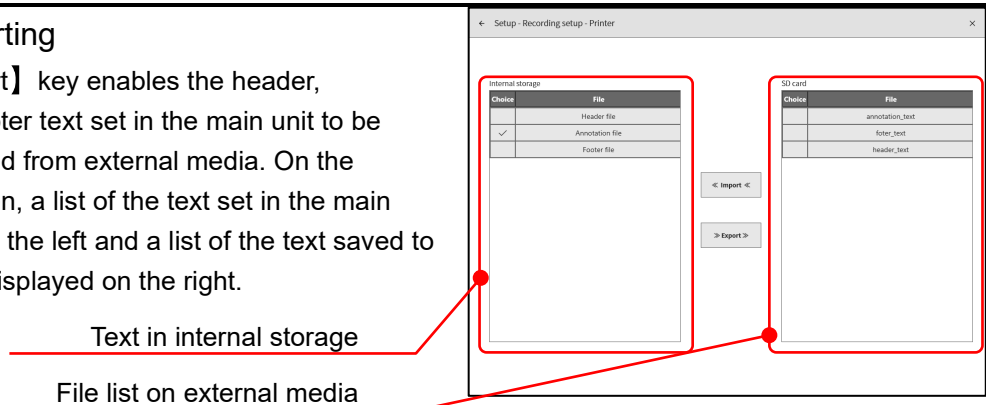 rting
t】 key enables the header,
ter text set in the main unit to be
d from external media. On the
n, a list of the text set in the main
the left and a list of the text saved to
isplayed on the right.
Text in internal storage
File list on external media
← Setup - Recording setup - Printer ×
Internal storage
Choice File
Header file
✓ Annotation file
Footer file
≪ Import ≪
≫ Export ≫
SD card
Choice File
annotation_text
foter_text
header_text